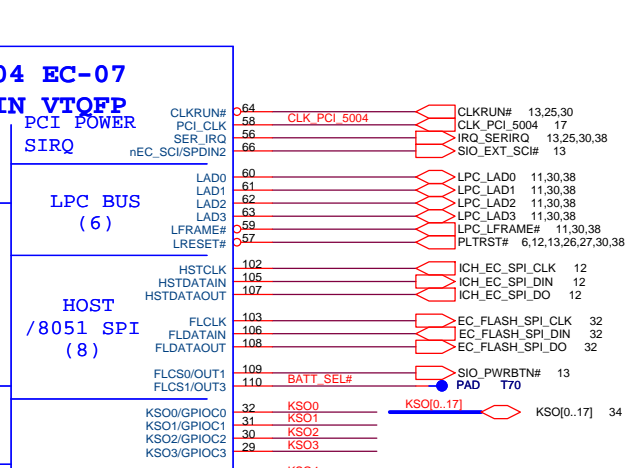 04 EC-07
IN VTQFP
PCI POWER
SIRQ
CLKRUN# 64 CLKRUN# 13,25,30
PCI_CLK 58 CLK_PCI_5004 CLK_PCI_5004 17
SER_IRQ 56 IRQ_SERIRQ 13,25,30,38
nEC_SCI/SPDIN2 66 SIO_EXT_SCI# 13
LPC BUS
(6)
LAD0 60 LPC_LAD0 11,30,38
LAD1 61 LPC_LAD1 11,30,38
LAD2 62 LPC_LAD2 11,30,38
LAD3 63 LPC_LAD3 11,30,38
LFRAME# 59 LPC_LFRAME# 11,30,38
LRESET# 57 PLTRST# 6,12,13,26,27,30,38
HOST
/8051 SPI
(8)
HSTCLK 102 ICH_EC_SPI_CLK 12
HSTDATAIN 105 ICH_EC_SPI_DIN 12
HSTDATAOUT 107 ICH_EC_SPI_DO 12
FLCLK 103 EC_FLASH_SPI_CLK 32
FLDATAIN 106 EC_FLASH_SPI_DIN 32
FLDATAOUT 108 EC_FLASH_SPI_DO 32
FLCS0/OUT1 109 SIO_PWRBTN# 13
FLCS1/OUT3 110 BATT_SEL# PAD T70
KSO0/GPIOC0 32 KSO0 KSO[0..17] KSO[0..17] 34
KSO1/GPIOC1 31 KSO1
KSO2/GPIOC2 30 KSO2
KSO3/GPIOC3 29 KSO3